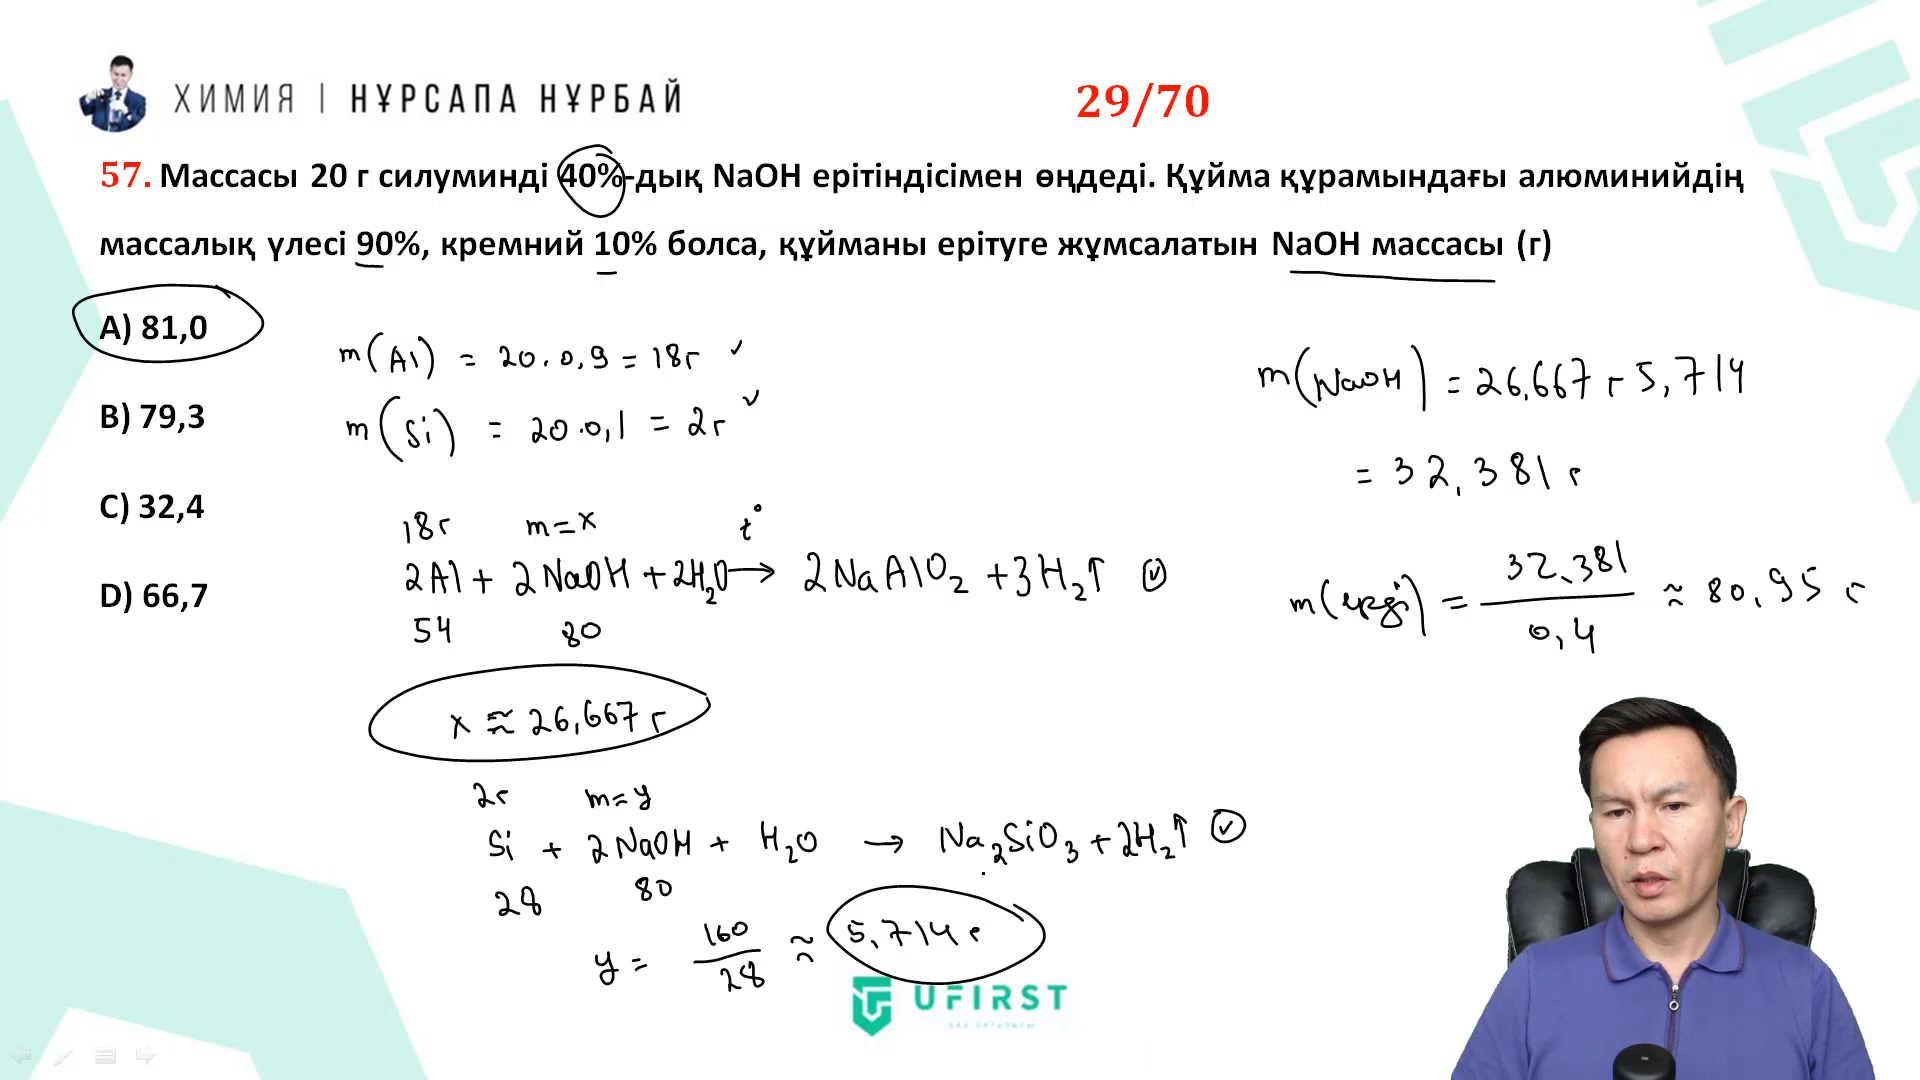 ХИМИЯ | НҰРСАПА НҰРБАЙ
29/70
57. Массасы 20 г силуминді 40%-дық NaOH ерітіндісімен өңдеді. Құйма құрамындағы алюминийдің
массалық үлесі 90%, кремний 10% болса, құйманы ерітуге жұмсалатын NaOH массасы (г)
A) 81,0
B) 79,3
C) 32,4
D) 66,7
m(Al) = 20.0,9 = 18г ✓
m(Si) = 20.0,1 = 2г ✓
18г m=x t°
2Al + 2NaOH + 2H₂O → 2NaAlO₂ + 3H₂↑ ✓
54 80
x ≈ 26,667 г
2г m=y
Si + 2NaOH + H₂O → Na₂SiO₃ + 2H₂↑ ✓
28 80
y = 160/28 ≈ 5,714 г
m(NaOH) = 26,667 г 5,714
= 32,381 г
m(ерді) = 32,381/0,4 ≈ 80,95 г
UFIRST